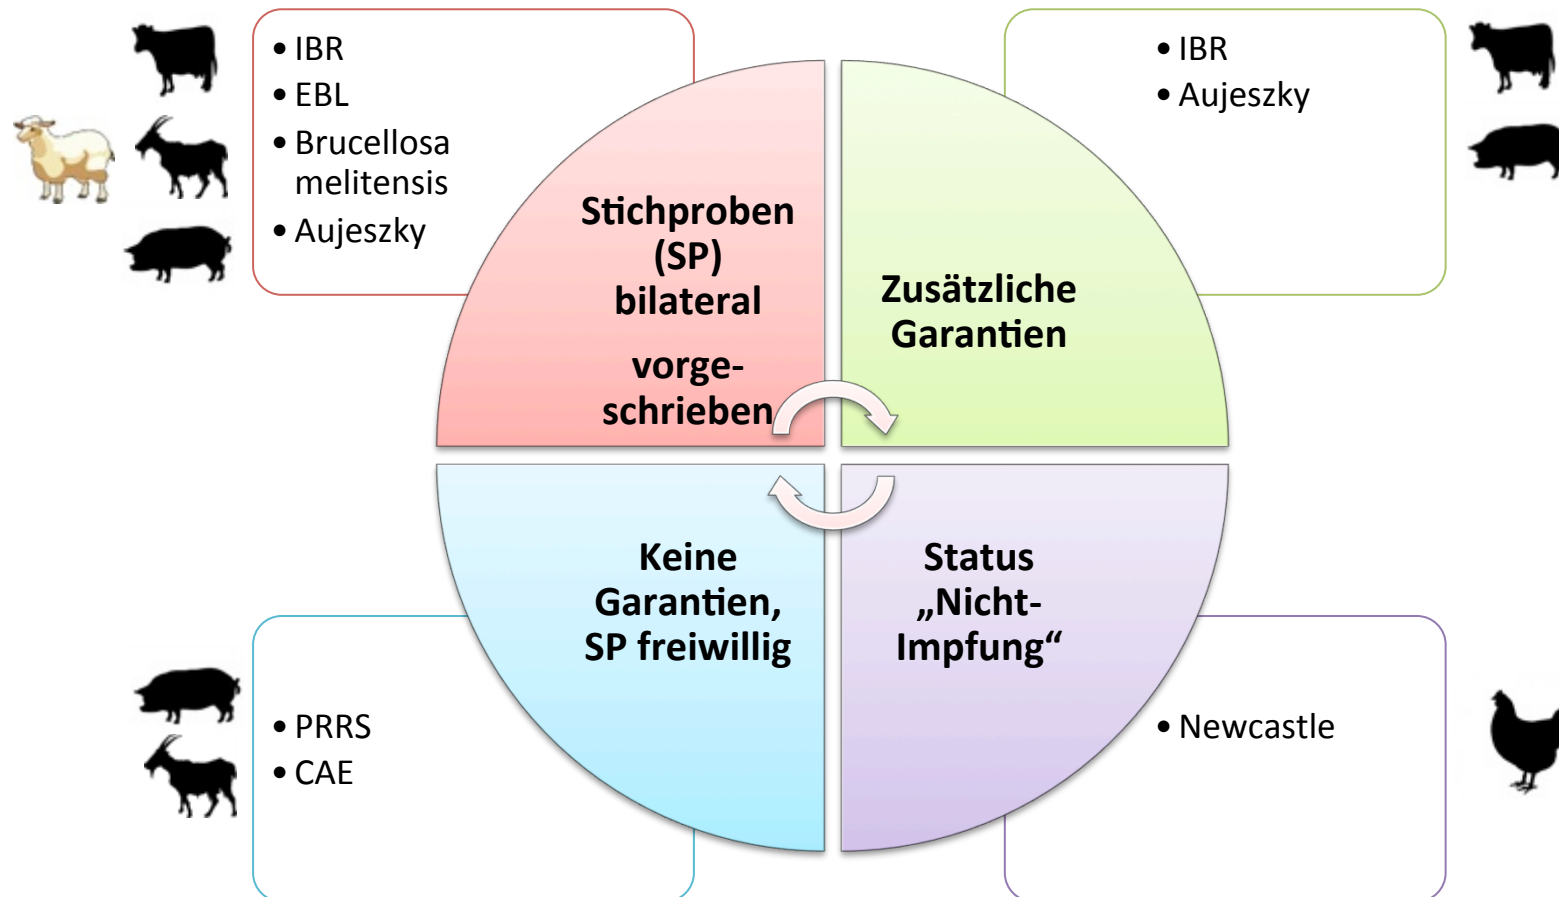 • IBR
• EBL
• Brucellosa
melitensis
• Aujeszky
Stichproben
(SP)
bilateral
vorge-
schrieben
• IBR
• Aujeszky
Zusätzliche
Garantien
Keine
Garantien,
SP freiwillig
• PRRS
• CAE
Status
„Nicht-
Impfung“
• Newcastle